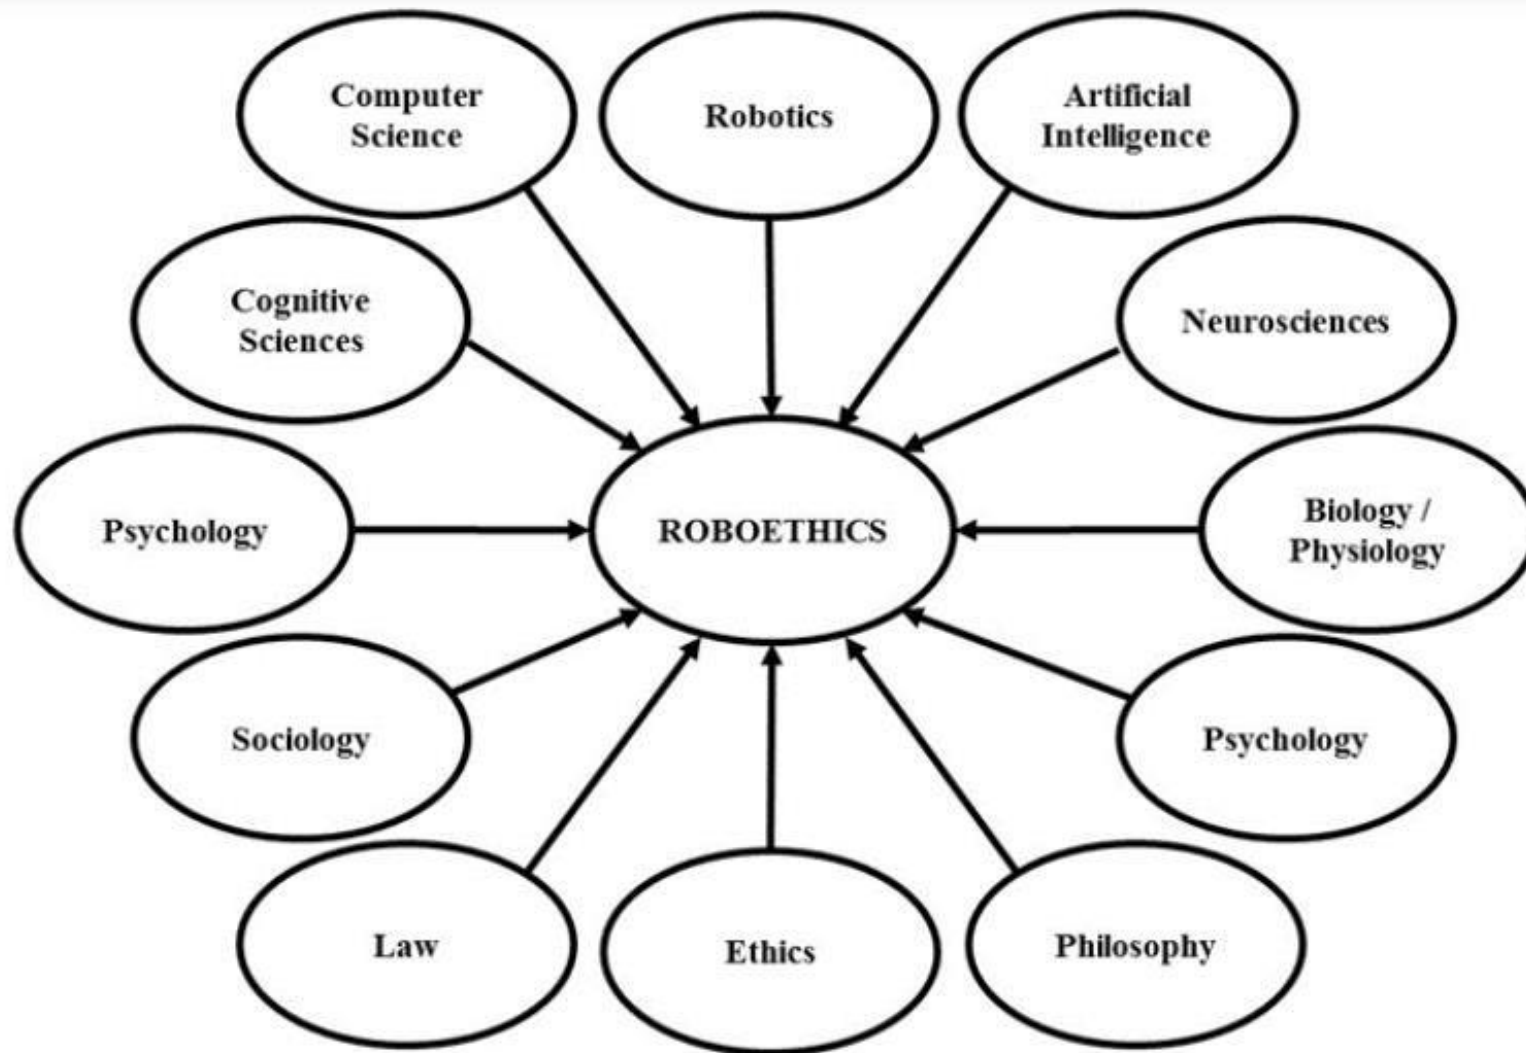 Computer
Science
Robotics
Artificial
Intelligence
Cognitive
Sciences
Neurosciences
Psychology
ROBOETHICS
Biology /
Physiology
Sociology
Psychology
Law
Ethics
Philosophy